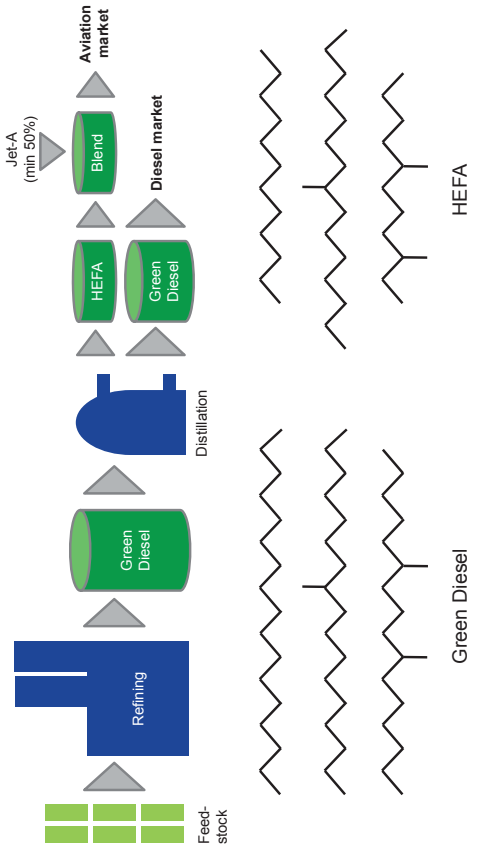 Feed-
stock
Refining
Green
Diesel
Distillation
HEFA
Green
Diesel
Jet-A
(min 50%)
Blend
Aviation
market
Diesel market
Green Diesel
HEFA